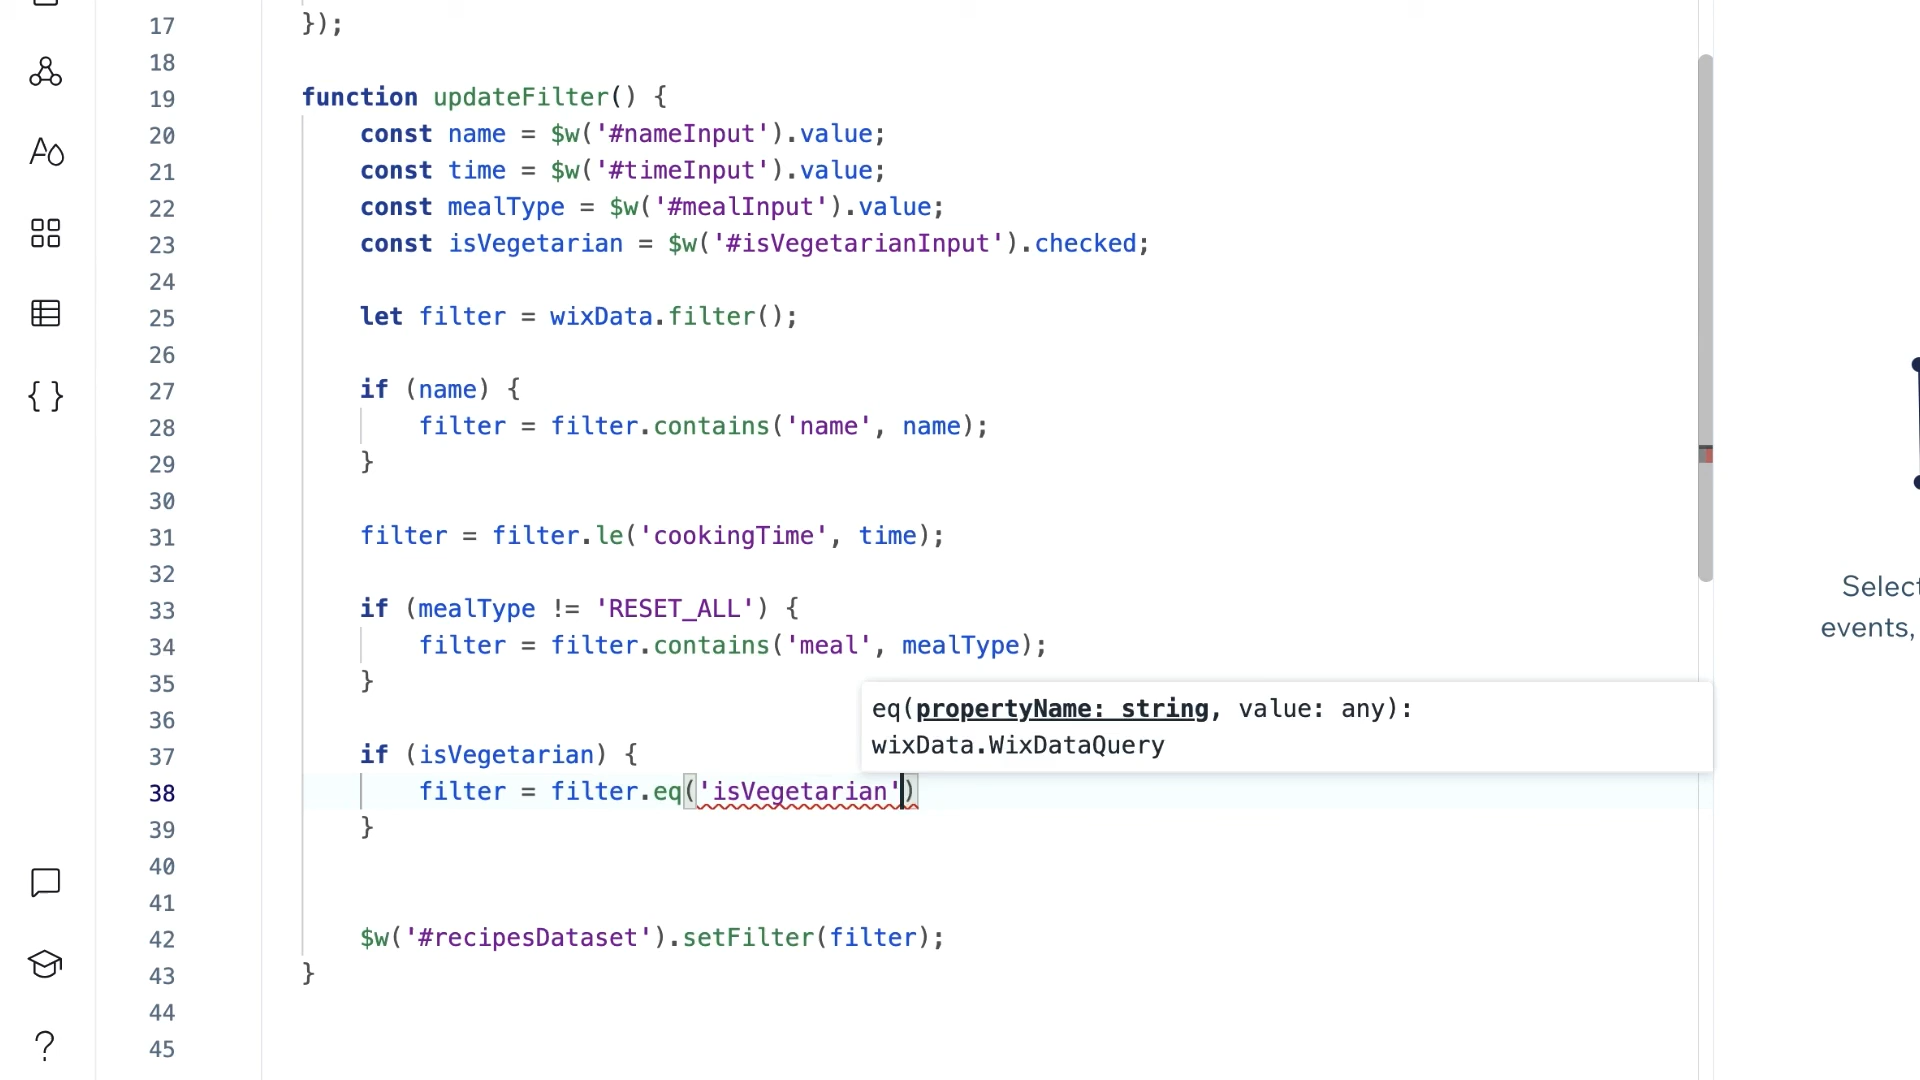 17 });
18
19 function updateFilter() {
20 const name = $w('#nameInput').value;
21 const time = $w('#timeInput').value;
22 const mealType = $w('#mealInput').value;
23 const isVegetarian = $w('#isVegetarianInput').checked;
24
25 let filter = wixData.filter();
26
27 if (name) {
28 filter = filter.contains('name', name);
29 }
30
31 filter = filter.le('cookingTime', time);
32
33 if (mealType != 'RESET_ALL') {
34 filter = filter.contains('meal', mealType);
35 }
36
eq(propertyName: string, value: any):
wixData.WixDataQuery
37 if (isVegetarian) {
38 filter = filter.eq('isVegetarian')
39 }
40
41
42 $w('#recipesDataset').setFilter(filter);
43 }
44
45
Select
events,